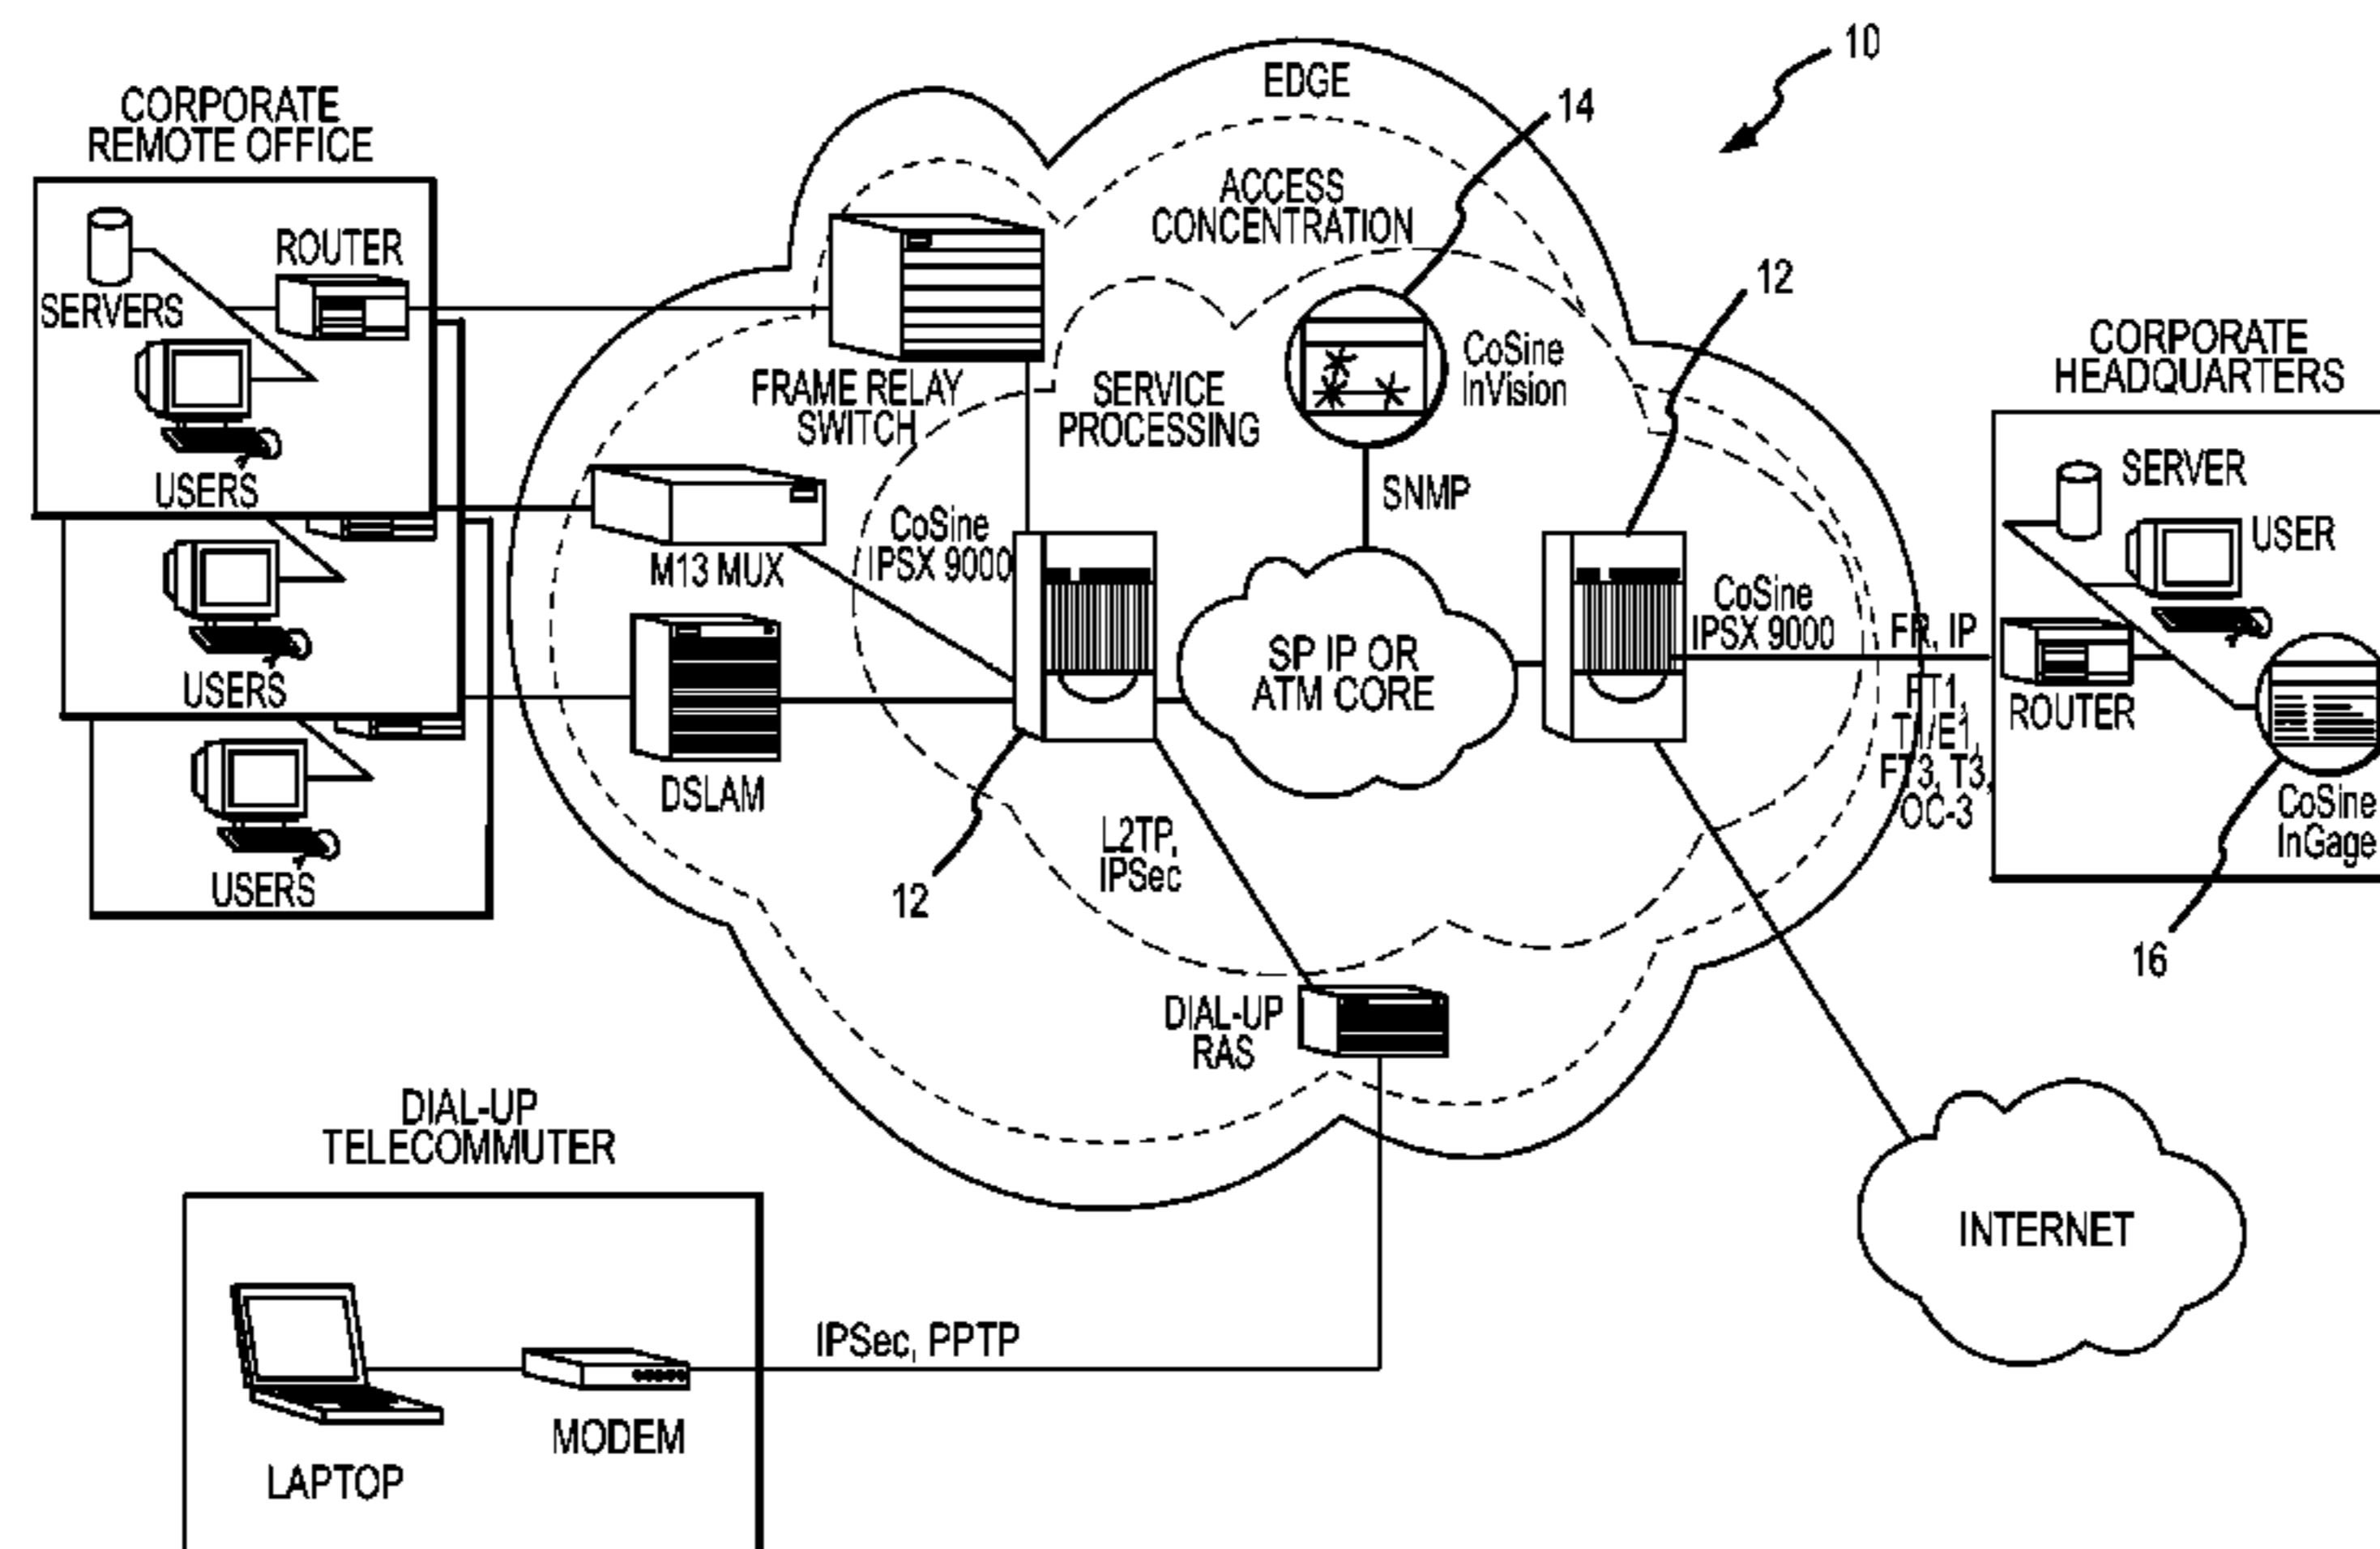 10
EDGE
14
CORPORATE
REMOTE OFFICE
ACCESS
CONCENTRATION
ROUTER
SERVERS
12
CoSine
InVision
CORPORATE
HEADQUARTERS
FRAME RELAY
SWITCH
SERVICE
PROCESSING
USERS
SNMP
SERVER
USER
CoSine
IPSX 9000
M13 MUX
CoSine
IPSX 9000
FR, IP
FT1,
T1/E1,
FT3, T3,
OC-3
SP IP OR
ATM CORE
USERS
ROUTER
DSLAM
CoSine
InGage
L2TP,
IPSec
USERS
12
16
DIAL-UP
RAS
DIAL-UP
TELECOMMUTER
INTERNET
IPSec, PPTP
MODEM
LAPTOP